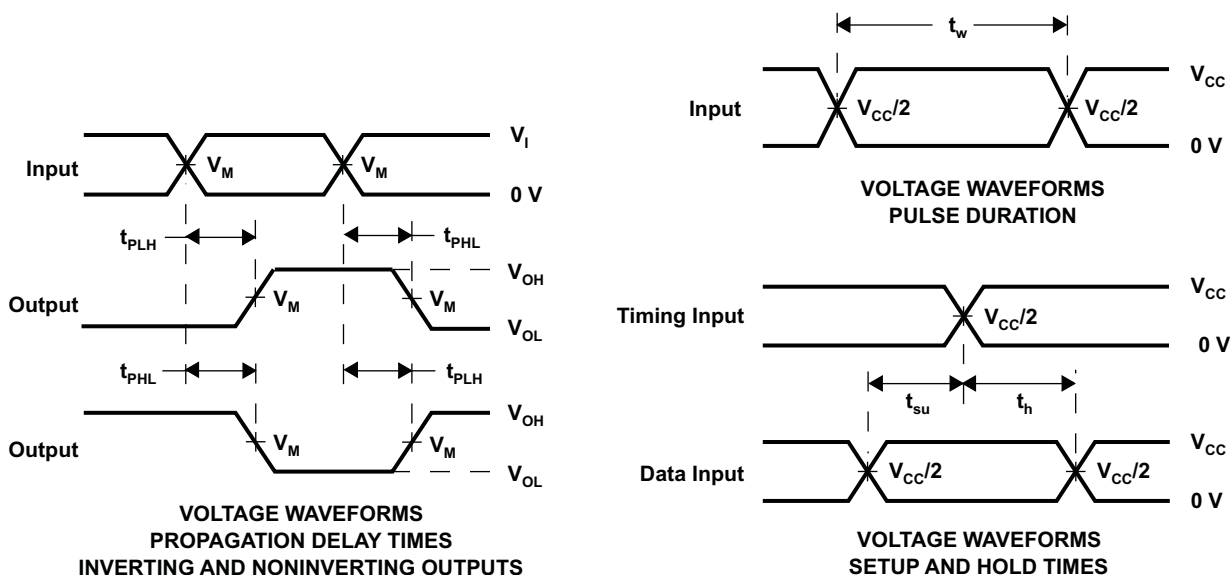 Input
V_I
V_M
V_M
0 V
t_PLH
t_PHL
Output
V_OH
V_M
V_M
V_OL
t_PHL
t_PLH
Output
V_OH
V_M
V_M
V_OL
VOLTAGE WAVEFORMS
PROPAGATION DELAY TIMES
INVERTING AND NONINVERTING OUTPUTS
t_w
Input
V_CC
V_CC/2
V_CC/2
0 V
VOLTAGE WAVEFORMS
PULSE DURATION
Timing Input
V_CC
V_CC/2
0 V
t_su
t_h
Data Input
V_CC
V_CC/2
V_CC/2
0 V
VOLTAGE WAVEFORMS
SETUP AND HOLD TIMES